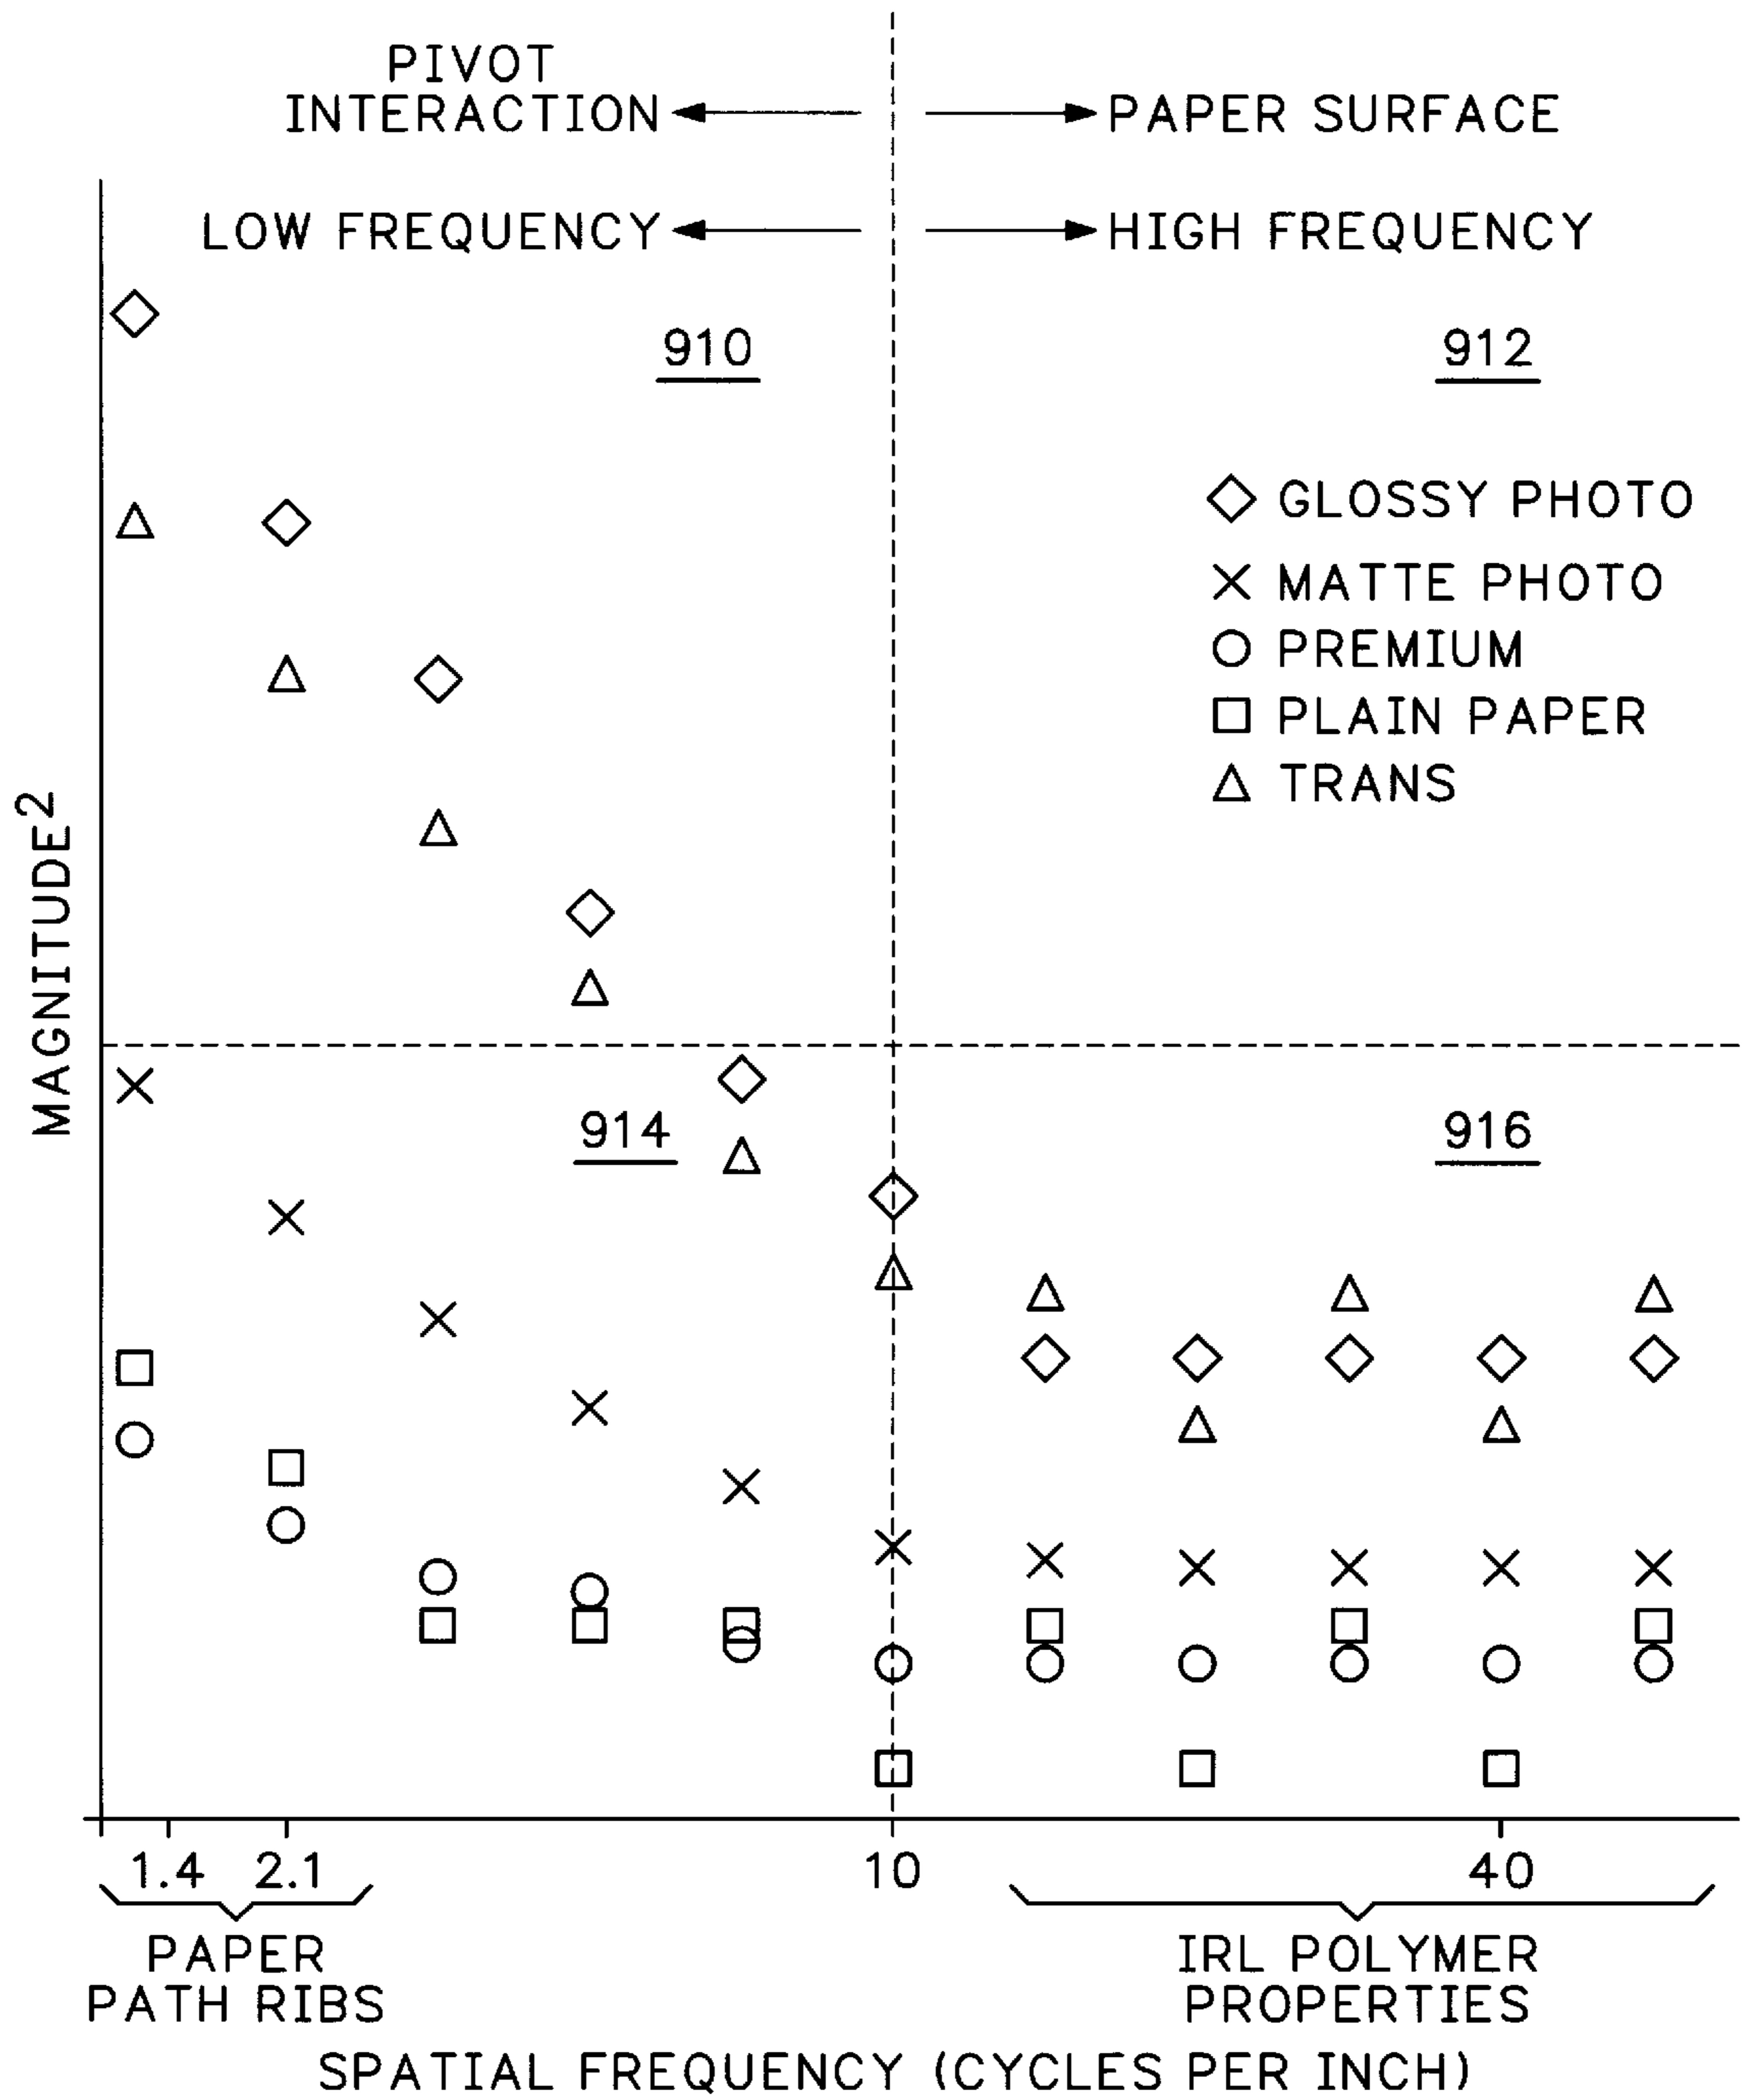 PIVOT
INTERACTION
PAPER SURFACE
LOW FREQUENCY
HIGH FREQUENCY
910
912
GLOSSY PHOTO
MATTE PHOTO
PREMIUM
PLAIN PAPER
TRANS
MAGNITUDE²
914
916
1.4 2.1 10 40
PAPER
PATH RIBS
IRL POLYMER
PROPERTIES
SPATIAL FREQUENCY (CYCLES PER INCH)